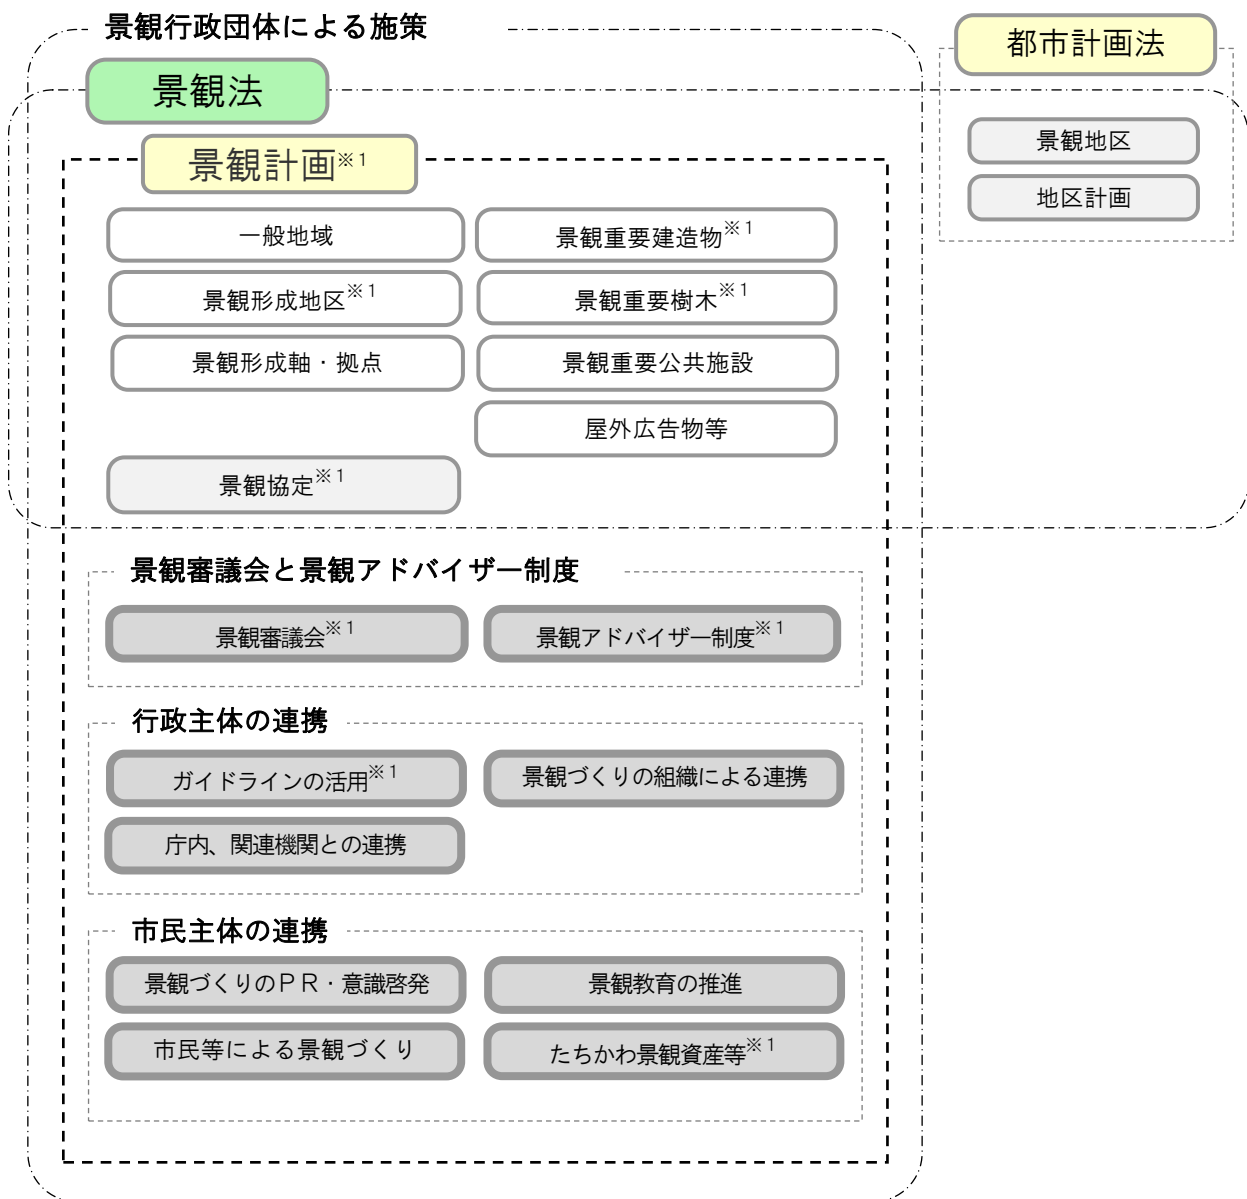 景観行政団体による施策
都市計画法
景観法
景観地区
地区計画
景観計画※1
一般地域
景観重要建造物※1
景観形成地区※1
景観重要樹木※1
景観形成軸・拠点
景観重要公共施設
屋外広告物等
景観協定※1
景観審議会と景観アドバイザー制度
景観審議会※1
景観アドバイザー制度※1
行政主体の連携
ガイドラインの活用※1
景観づくりの組織による連携
庁内、関連機関との連携
市民主体の連携
景観づくりのPR・意識啓発
景観教育の推進
市民等による景観づくり
たちかわ景観資産等※1